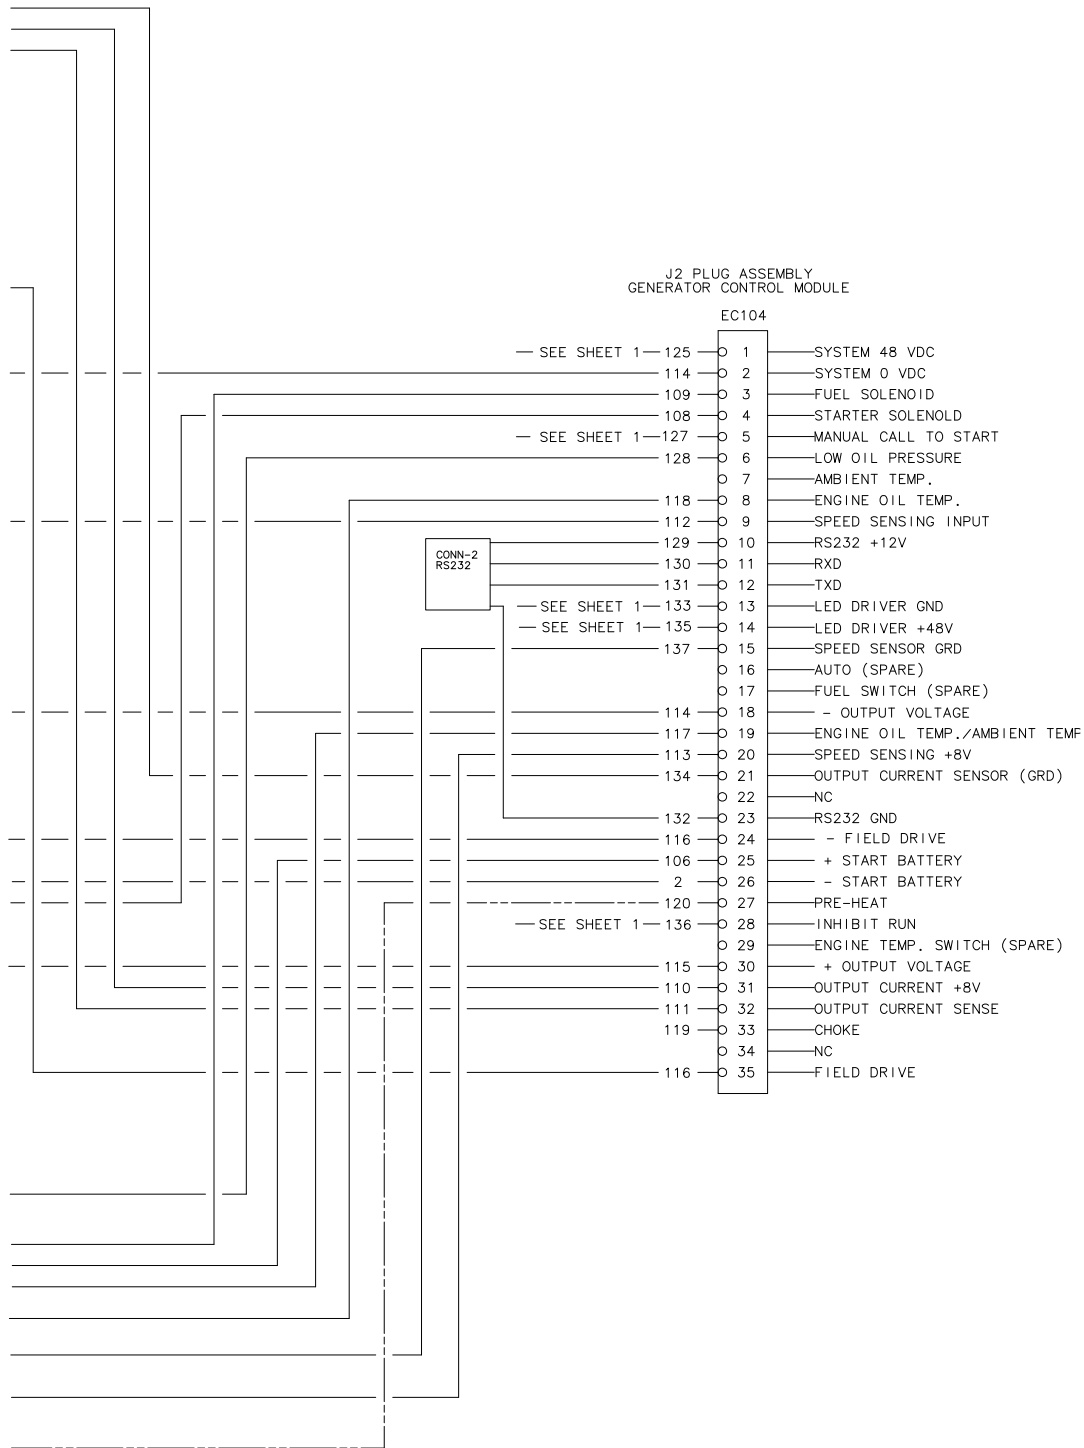 J2 PLUG ASSEMBLY
GENERATOR CONTROL MODULE
EC104
SEE SHEET 1 125 1 SYSTEM 48 VDC
114 2 SYSTEM 0 VDC
109 3 FUEL SOLENOID
108 4 STARTER SOLENOLD
SEE SHEET 1 127 5 MANUAL CALL TO START
128 6 LOW OIL PRESSURE
7 AMBIENT TEMP.
118 8 ENGINE OIL TEMP.
112 9 SPEED SENSING INPUT
129 10 RS232 +12V
CONN-2
RS232
130 11 RXD
131 12 TXD
SEE SHEET 1 133 13 LED DRIVER GND
SEE SHEET 1 135 14 LED DRIVER +48V
137 15 SPEED SENSOR GRD
16 AUTO (SPARE)
17 FUEL SWITCH (SPARE)
114 18 - OUTPUT VOLTAGE
117 19 ENGINE OIL TEMP./AMBIENT TEMP
113 20 SPEED SENSING +8V
134 21 OUTPUT CURRENT SENSOR (GRD)
22 NC
132 23 RS232 GND
116 24 - FIELD DRIVE
106 25 + START BATTERY
2 26 - START BATTERY
120 27 PRE-HEAT
SEE SHEET 1 136 28 INHIBIT RUN
29 ENGINE TEMP. SWITCH (SPARE)
115 30 + OUTPUT VOLTAGE
110 31 OUTPUT CURRENT +8V
111 32 OUTPUT CURRENT SENSE
119 33 CHOKE
34 NC
116 35 FIELD DRIVE